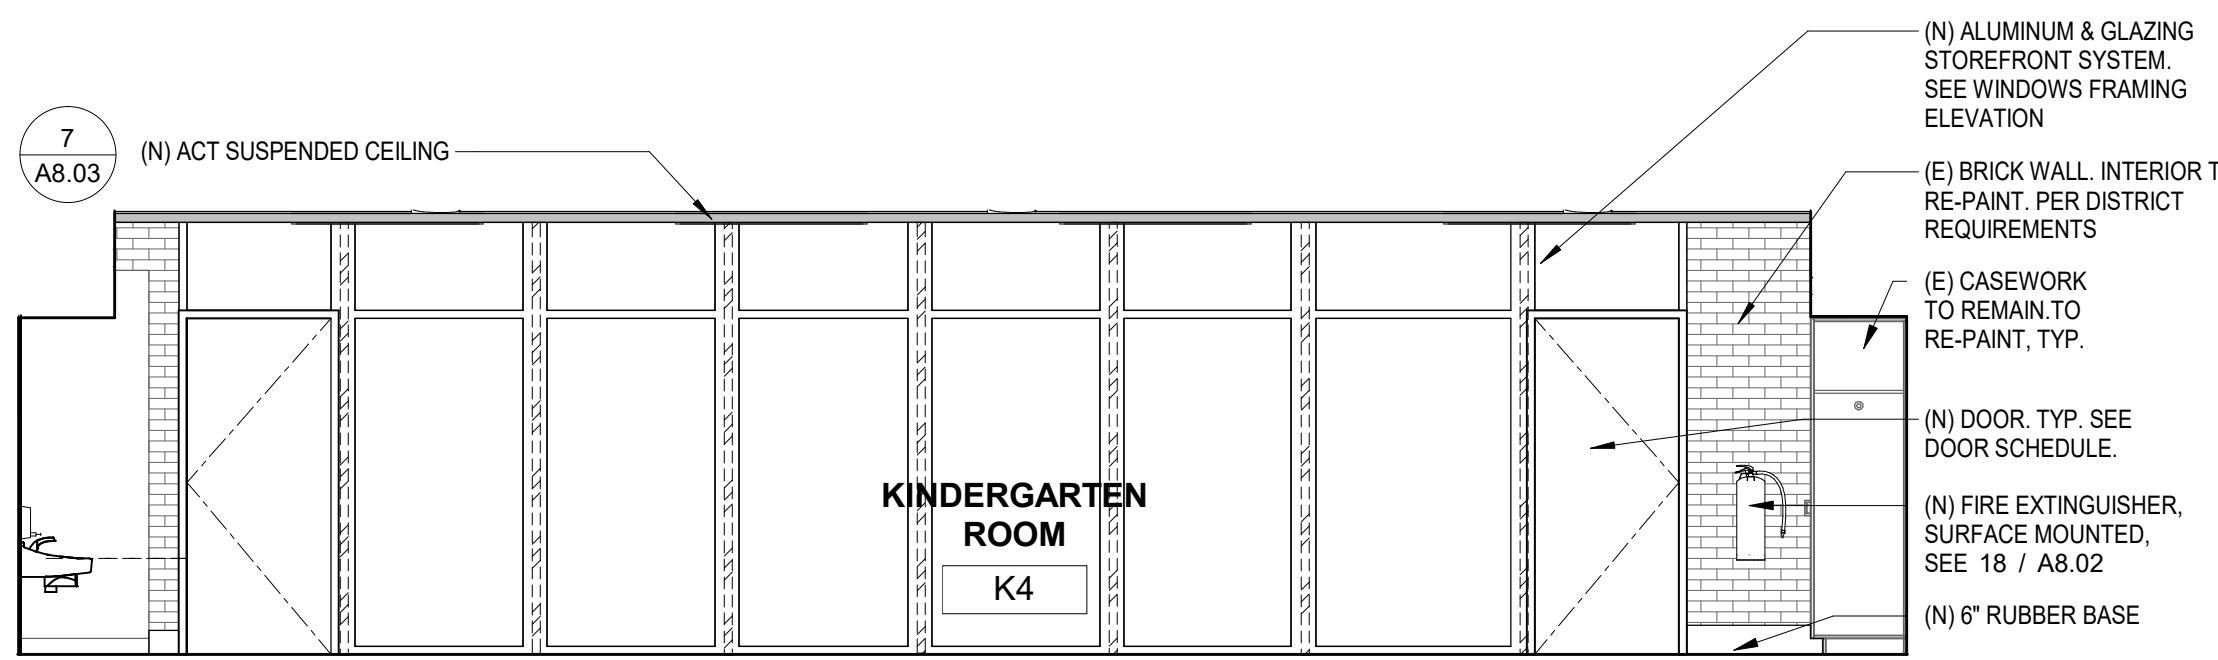 7
A8.03
(N) ACT SUSPENDED CEILING
(N) ALUMINUM & GLAZING
STOREFRONT SYSTEM.
SEE WINDOWS FRAMING
ELEVATION
(E) BRICK WALL. INTERIOR T
RE-PAINT. PER DISTRICT
REQUIREMENTS
(E) CASEWORK
TO REMAIN.TO
RE-PAINT, TYP.
(N) DOOR. TYP. SEE
DOOR SCHEDULE.
(N) FIRE EXTINGUISHER,
SURFACE MOUNTED,
SEE 18 / A8.02
(N) 6" RUBBER BASE
KINDERGARTEN
ROOM
K4